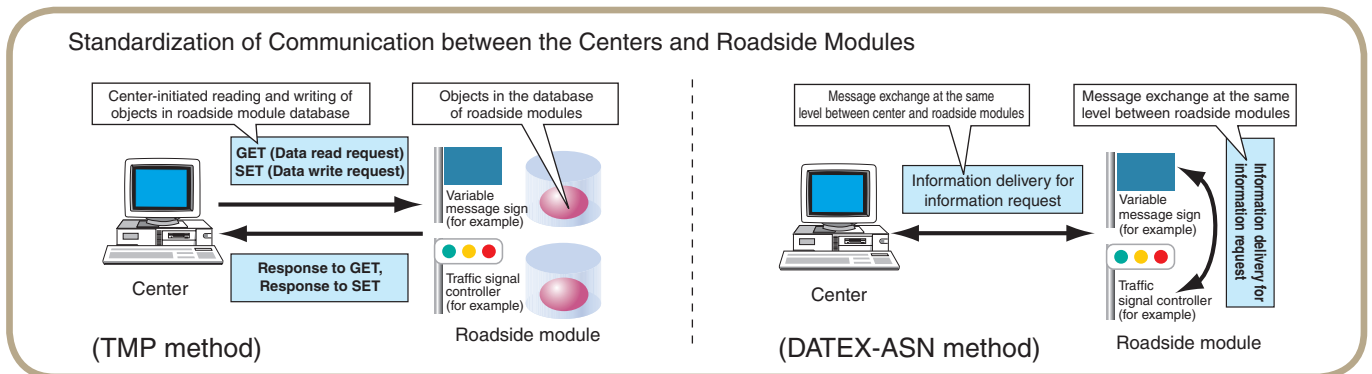 Standardization of Communication between the Centers and Roadside Modules
Center-initiated reading and writing of
objects in roadside module database
Objects in the database
of roadside modules
GET (Data read request)
SET (Data write request)
Variable
message sign
(for example)
Response to GET,
Response to SET
Center
Traffic signal
controller
(for example)
Roadside module
(TMP method)
Message exchange at the same
level between center and roadside modules
Message exchange at the same
level between roadside modules
Information delivery for
information request
Variable
message sign
(for example)
Information delivery for
information request
Center
Traffic
signal controller
(for example)
Roadside module
(DATEX-ASN method)